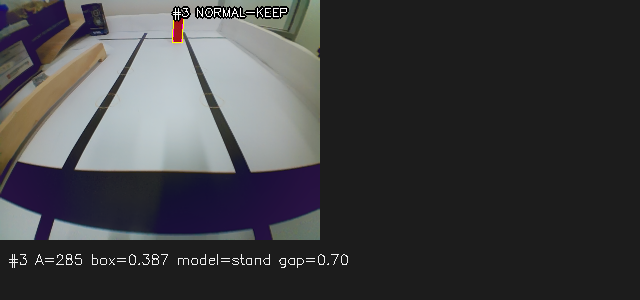 #3 NORMAL-KEEP
#3 A=285 box=0.387 model=stand gap=0.70